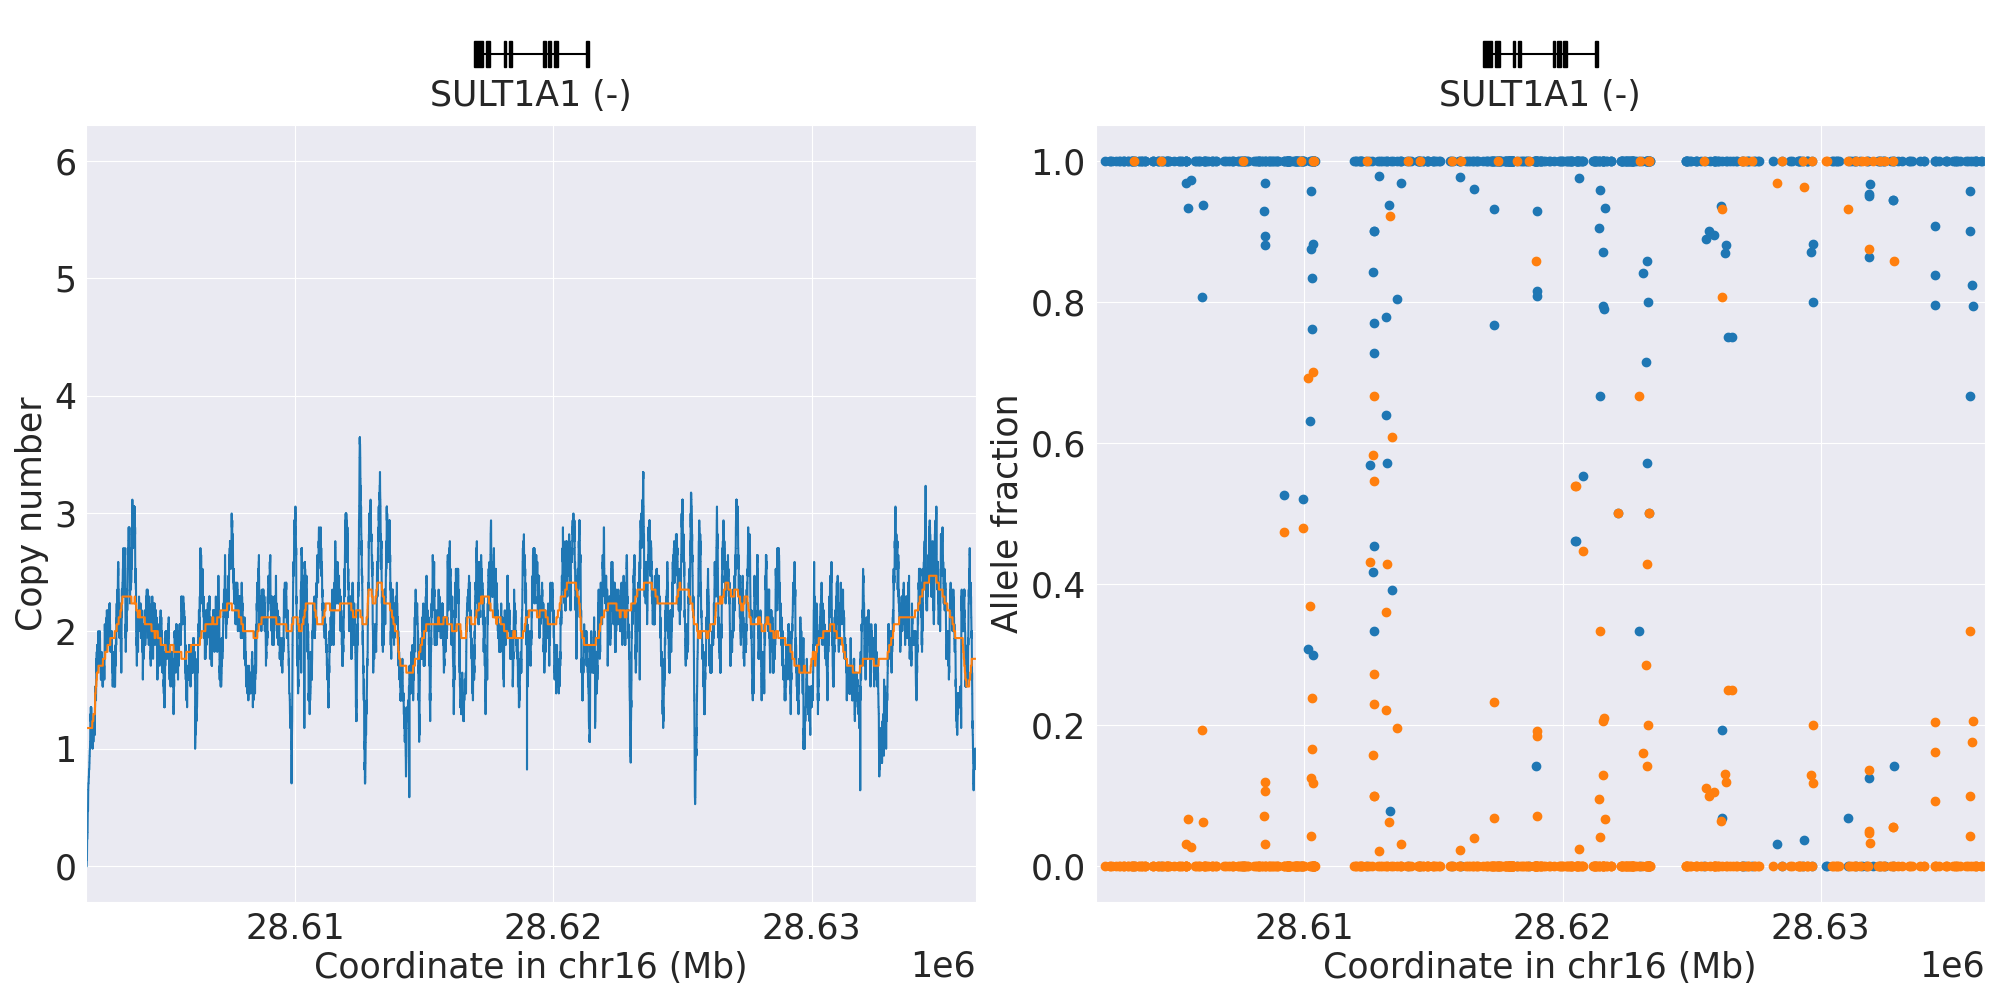 SULT1A1 (-)
Copy number
6
5
4
3
2
1
0
28.61
28.62
28.63
Coordinate in chr16 (Mb)
1e6
SULT1A1 (-)
Allele fraction
1.0
0.8
0.6
0.4
0.2
0.0
28.61
28.62
28.63
Coordinate in chr16 (Mb)
1e6